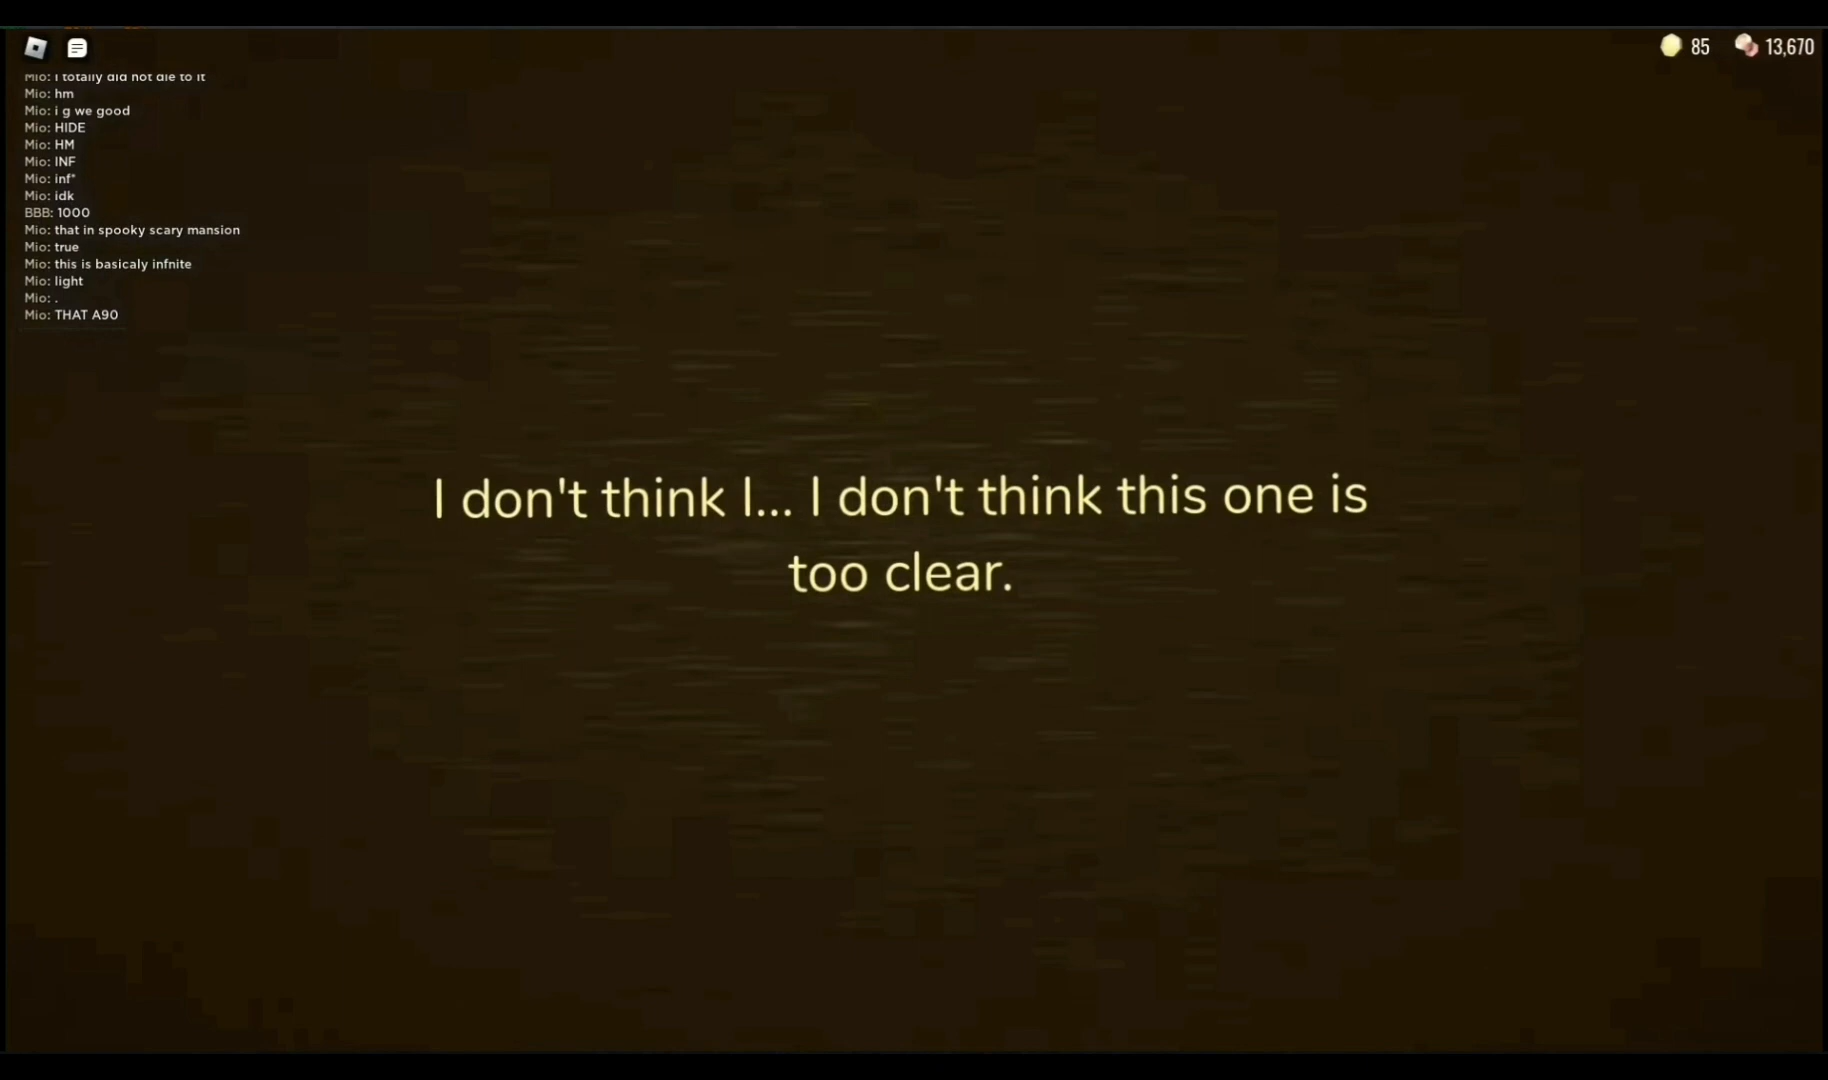 85
13,670
Mio: i totally did not die to it
Mio: hm
Mio: i g we good
Mio: HIDE
Mio: HM
Mio: INF
Mio: inf*
Mio: idk
BBB: 1000
Mio: that in spooky scary mansion
Mio: true
Mio: this is basicaly infnite
Mio: light
Mio: .
Mio: THAT A90
I don't think I... I don't think this one is
too clear.